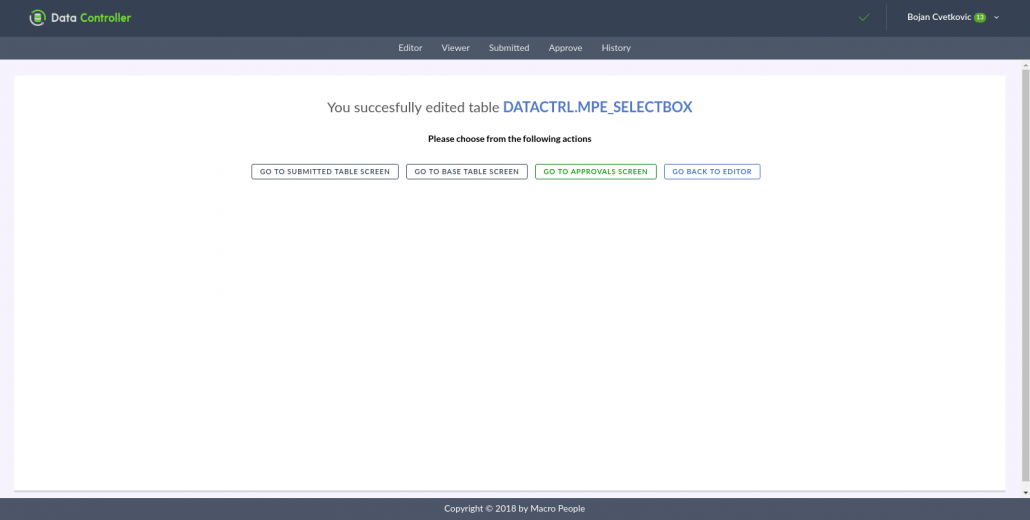 Data Controller
Bojan Cvetkovic 13
Editor Viewer Submitted Approve History
You succesfully edited table DATACTRL.MPE_SELECTBOX
Please choose from the following actions
GO TO SUBMITTED TABLE SCREEN GO TO BASE TABLE SCREEN GO TO APPROVALS SCREEN GO BACK TO EDITOR
Copyright © 2018 by Macro People